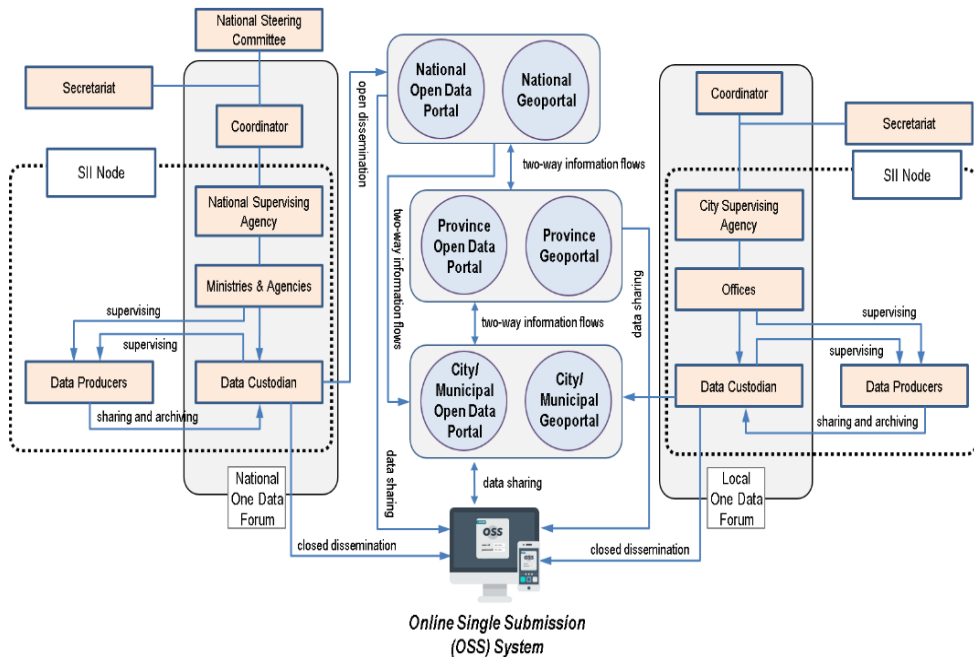 National Steering
Committee
Secretariat
Coordinator
SII Node
National Supervising
Agency
Ministries & Agencies
supervising
supervising
Data Producers
Data Custodian
sharing and archiving
National
One Data
Forum
closed dissemination
open dissemination
National
Open Data
Portal
National
Geoportal
two-way information flows
two-way information flows
Province
Open Data
Portal
Province
Geoportal
data sharing
two-way information flows
City/
Municipal
Open Data
Portal
City/
Municipal
Geoportal
data sharing
data sharing
OSS
Online Single Submission
(OSS) System
Coordinator
Secretariat
SII Node
City Supervising
Agency
Offices
supervising
supervising
Data Custodian
Data Producers
sharing and archiving
Local
One Data
Forum
closed dissemination